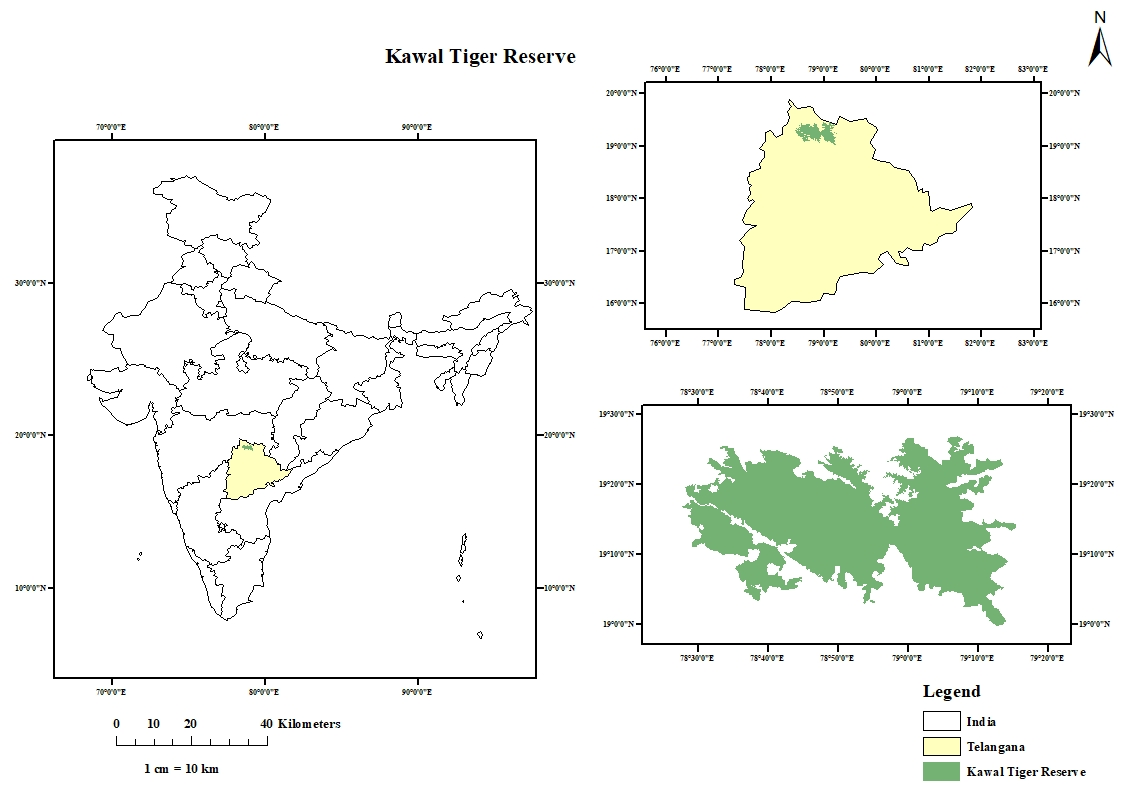 Kawal Tiger Reserve
N
70°0'0"E 80°0'0"E 90°0'0"E
30°0'0"N 30°0'0"N
20°0'0"N 20°0'0"N
10°0'0"N 10°0'0"N
70°0'0"E 80°0'0"E 90°0'0"E
0 10 20 40 Kilometers
1 cm = 10 km
76°0'0"E 77°0'0"E 78°0'0"E 79°0'0"E 80°0'0"E 81°0'0"E 82°0'0"E 83°0'0"E
20°0'0"N 20°0'0"N
19°0'0"N 19°0'0"N
18°0'0"N 18°0'0"N
17°0'0"N 17°0'0"N
16°0'0"N 16°0'0"N
76°0'0"E 77°0'0"E 78°0'0"E 79°0'0"E 80°0'0"E 81°0'0"E 82°0'0"E 83°0'0"E
78°30'0"E 78°40'0"E 78°50'0"E 79°0'0"E 79°10'0"E 79°20'0"E
19°30'0"N 19°30'0"N
19°20'0"N 19°20'0"N
19°10'0"N 19°10'0"N
19°0'0"N 19°0'0"N
78°30'0"E 78°40'0"E 78°50'0"E 79°0'0"E 79°10'0"E 79°20'0"E
Legend
India
Telangana
Kawal Tiger Reserve